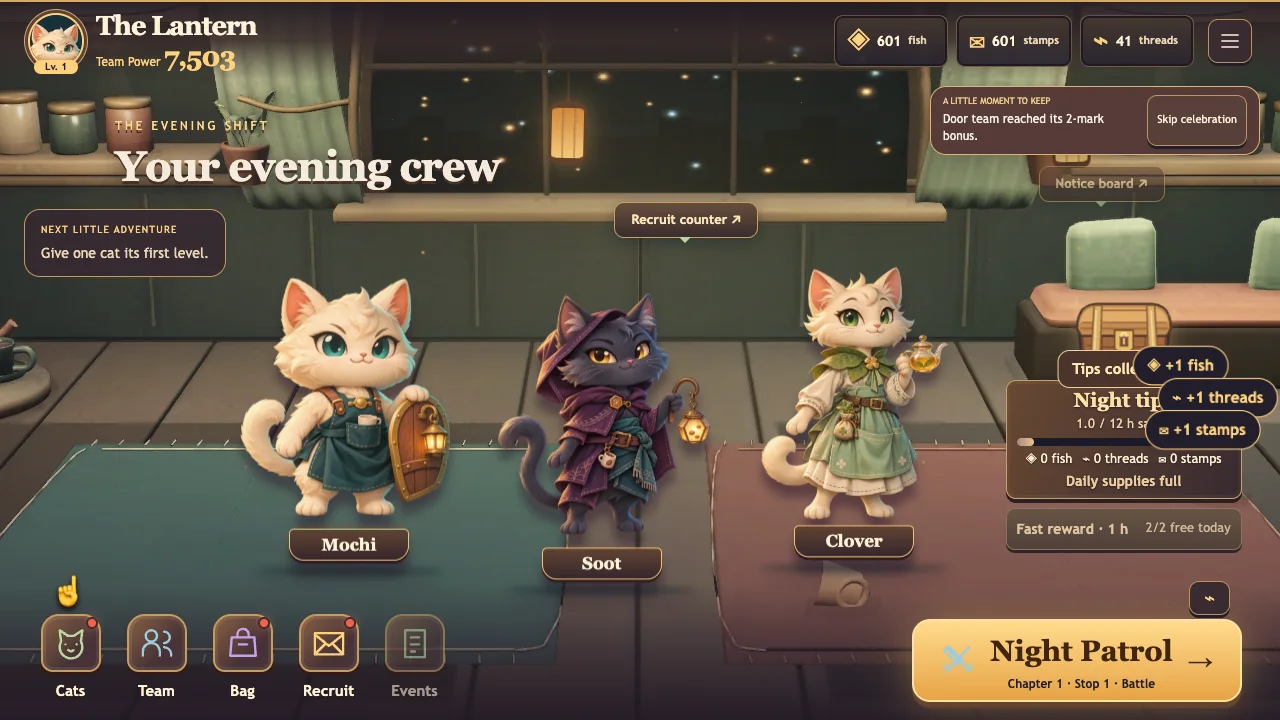 The Lantern
Team Power 7,503
Lv. 1
601 fish
601 stamps
41 threads
A LITTLE MOMENT TO KEEP
Door team reached its 2-mark
bonus.
Skip celebration
THE EVENING SHIFT
Your evening crew
Notice board ↗
Recruit counter ↗
NEXT LITTLE ADVENTURE
Give one cat its first level.
Tips colle
+1 fish
+1 threads
+1 stamps
Night tip
1.0 / 12 h
0 fish 0 threads 0 stamps
Daily supplies full
Fast reward · 1 h 2/2 free today
Mochi
Soot
Clover
Cats
Team
Bag
Recruit
Events
Night Patrol →
Chapter 1 · Stop 1 · Battle